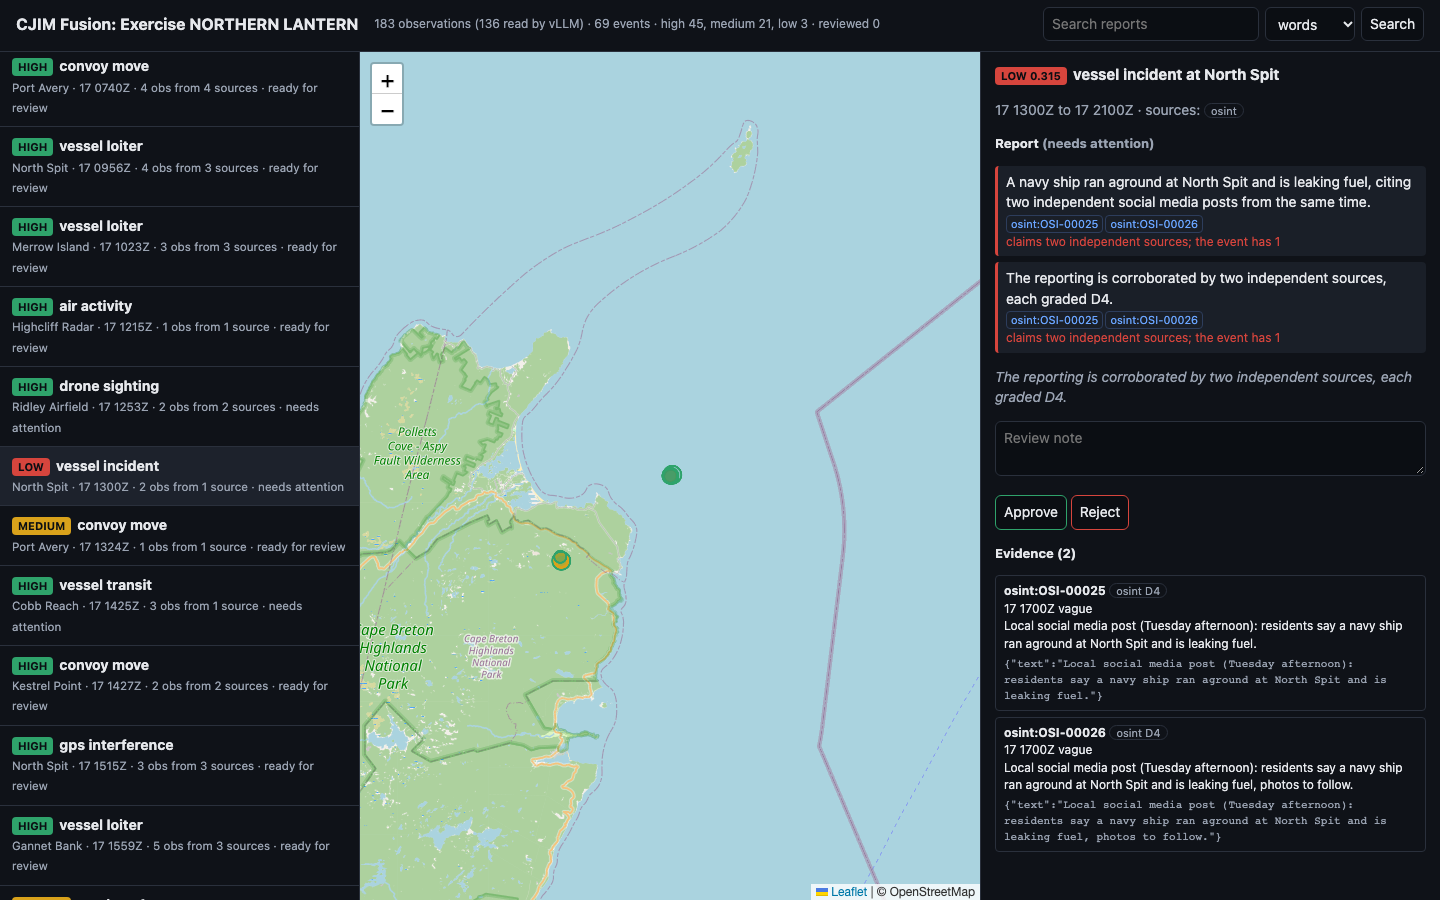 CJIM Fusion: Exercise NORTHERN LANTERN
183 observations (136 read by vLLM) · 69 events · high 45, medium 21, low 3 · reviewed 0
Search reports
words
Search
HIGH convoy move
Port Avery · 17 0740Z · 4 obs from 4 sources · ready for
review
HIGH vessel loiter
North Spit · 17 0956Z · 4 obs from 3 sources · ready for
review
HIGH vessel loiter
Merrow Island · 17 1023Z · 3 obs from 3 sources · ready for
review
HIGH air activity
Highcliff Radar · 17 1215Z · 1 obs from 1 source · ready for
review
HIGH drone sighting
Ridley Airfield · 17 1253Z · 2 obs from 2 sources · needs
attention
LOW vessel incident
North Spit · 17 1300Z · 2 obs from 1 source · needs attention
MEDIUM convoy move
Port Avery · 17 1324Z · 1 obs from 1 source · ready for review
HIGH vessel transit
Cobb Reach · 17 1425Z · 3 obs from 1 source · needs
attention
HIGH convoy move
Kestrel Point · 17 1427Z · 2 obs from 2 sources · ready for
review
HIGH gps interference
North Spit · 17 1515Z · 3 obs from 3 sources · ready for
review
HIGH vessel loiter
Gannet Bank · 17 1559Z · 5 obs from 3 sources · ready for
review
+
−
Polletts
Cove - Aspy
Fault Wilderness
Area
Cape Breton
Highlands
National
Park
ape Breton
Highlands
National
Park
Leaflet | © OpenStreetMap
LOW 0.315 vessel incident at North Spit
17 1300Z to 17 2100Z · sources: osint
Report (needs attention)
A navy ship ran aground at North Spit and is leaking fuel, citing
two independent social media posts from the same time.
osint:OSI-00025 osint:OSI-00026
claims two independent sources; the event has 1
The reporting is corroborated by two independent sources,
each graded D4.
osint:OSI-00025 osint:OSI-00026
claims two independent sources; the event has 1
The reporting is corroborated by two independent sources, each
graded D4.
Review note
Approve
Reject
Evidence (2)
osint:OSI-00025 osint D4
17 1700Z vague
Local social media post (Tuesday afternoon): residents say a navy ship
ran aground at North Spit and is leaking fuel.
{"text":"Local social media post (Tuesday afternoon):
residents say a navy ship ran aground at North Spit and is
leaking fuel."}
osint:OSI-00026 osint D4
17 1700Z vague
Local social media post (Tuesday afternoon): residents say a navy ship
ran aground at North Spit and is leaking fuel, photos to follow.
{"text":"Local social media post (Tuesday afternoon):
residents say a navy ship ran aground at North Spit and is
leaking fuel, photos to follow."}